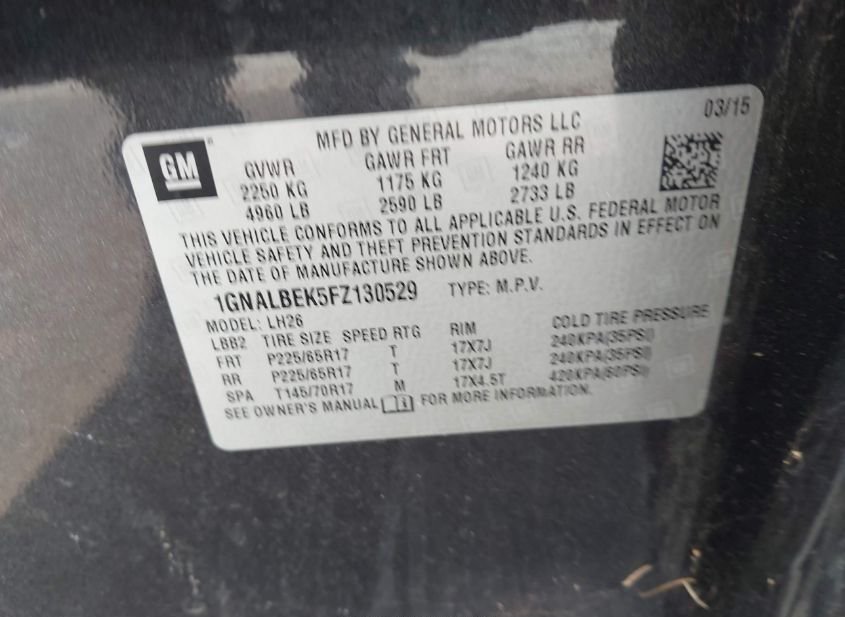 MFD BY GENERAL MOTORS LLC 03/15
GM
GVWR GAWR FRT GAWR RR
2250 KG 1175 KG 1240 KG
4960 LB 2590 LB 2733 LB
THIS VEHICLE CONFORMS TO ALL APPLICABLE U.S. FEDERAL MOTOR
VEHICLE SAFETY AND THEFT PREVENTION STANDARDS IN EFFECT ON
THE DATE OF MANUFACTURE SHOWN ABOVE.
1GNALBEK5FZ130529 TYPE: M.P.V.
MODEL: LH26
LBB2 TIRE SIZE SPEED RTG RIM COLD TIRE PRESSURE
FRT P225/65R17 T 17X7J 240KPA(35PSI)
RR P225/65R17 T 17X7J 240KPA(35PSI)
SPA T145/70R17 M 17X4.5T 420KPA(60PSI)
SEE OWNER'S MANUAL FOR MORE INFORMATION.